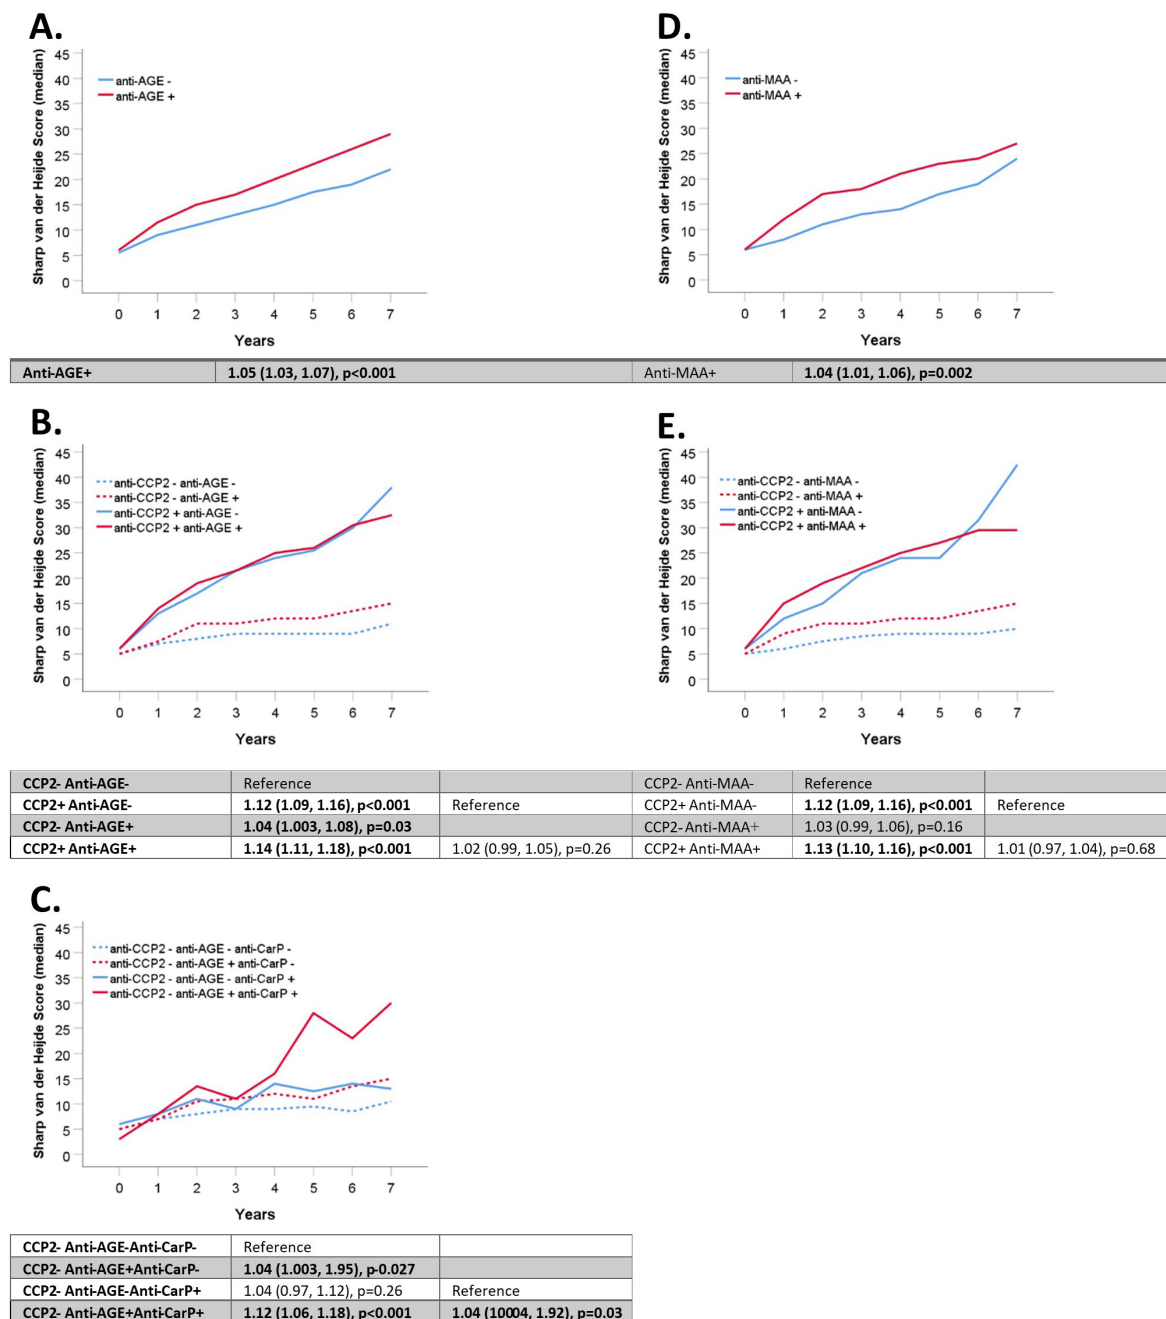 A.
Sharp van der Heijde Score (median)
45
40
35
30
25
20
15
10
5
0
anti-AGE -
anti-AGE +
0 1 2 3 4 5 6 7
Years
D.
Sharp van der Heijde Score (median)
45
40
35
30
25
20
15
10
5
0
anti-MAA -
anti-MAA +
0 1 2 3 4 5 6 7
Years
Anti-AGE+ 1.05 (1.03, 1.07), p<0.001 Anti-MAA+ 1.04 (1.01, 1.06), p=0.002
B.
Sharp van der Heijde Score (median)
45
40
35
30
25
20
15
10
5
0
anti-CCP2 - anti-AGE -
anti-CCP2 - anti-AGE +
anti-CCP2 + anti-AGE -
anti-CCP2 + anti-AGE +
0 1 2 3 4 5 6 7
Years
E.
Sharp van der Heijde Score (median)
45
40
35
30
25
20
15
10
5
0
anti-CCP2 - anti-MAA -
anti-CCP2 - anti-MAA +
anti-CCP2 + anti-MAA -
anti-CCP2 + anti-MAA +
0 1 2 3 4 5 6 7
Years
CCP2- Anti-AGE- Reference CCP2- Anti-MAA- Reference
CCP2+ Anti-AGE- 1.12 (1.09, 1.16), p<0.001 Reference CCP2+ Anti-MAA- 1.12 (1.09, 1.16), p<0.001 Reference
CCP2- Anti-AGE+ 1.04 (1.003, 1.08), p=0.03 CCP2- Anti-MAA+ 1.03 (0.99, 1.06), p=0.16
CCP2+ Anti-AGE+ 1.14 (1.11, 1.18), p<0.001 1.02 (0.99, 1.05), p=0.26 CCP2+ Anti-MAA+ 1.13 (1.10, 1.16), p<0.001 1.01 (0.97, 1.04), p=0.68
C.
Sharp van der Heijde Score (median)
45
40
35
30
25
20
15
10
5
0
anti-CCP2 - anti-AGE - anti-CarP -
anti-CCP2 - anti-AGE + anti-CarP -
anti-CCP2 - anti-AGE - anti-CarP +
anti-CCP2 - anti-AGE + anti-CarP +
0 1 2 3 4 5 6 7
Years
CCP2- Anti-AGE-Anti-CarP- Reference
CCP2- Anti-AGE+Anti-CarP- 1.04 (1.003, 1.95), p-0.027
CCP2- Anti-AGE-Anti-CarP+ 1.04 (0.97, 1.12), p=0.26 Reference
CCP2- Anti-AGE+Anti-CarP+ 1.12 (1.06, 1.18), p<0.001 1.04 (10004, 1.92), p=0.03